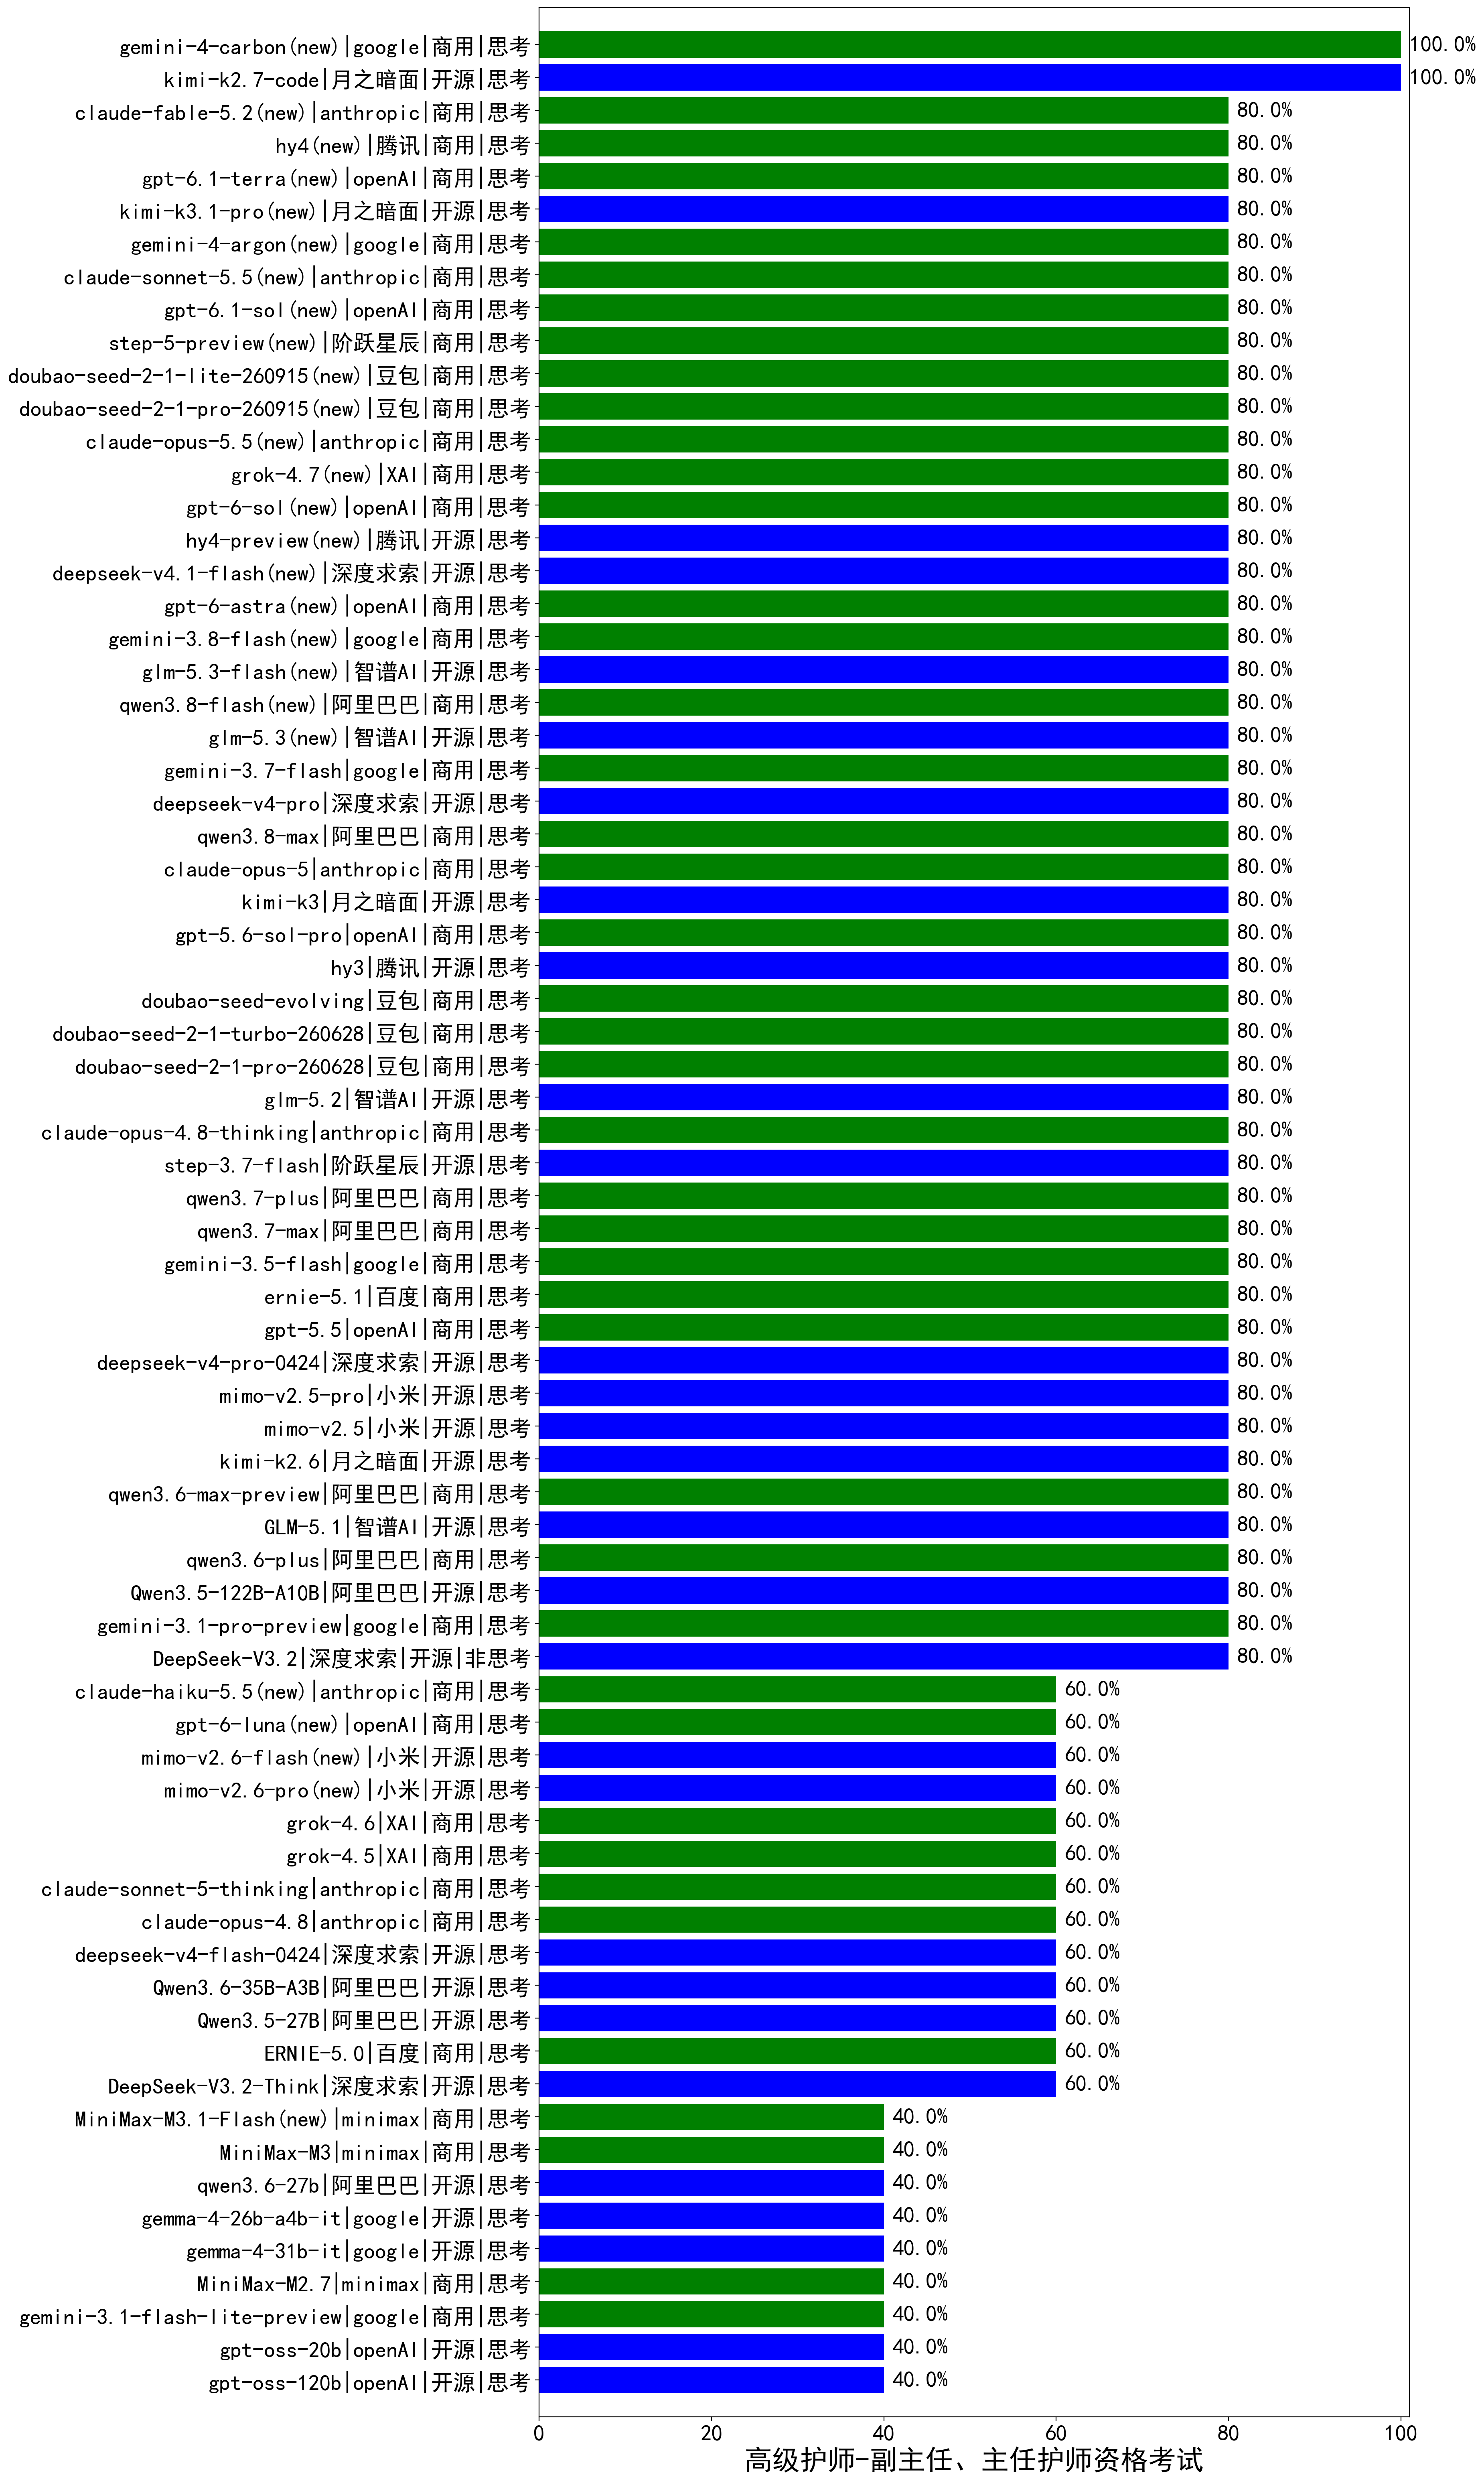 gemini-4-carbon(new)|google|商用|思考 100.0%
kimi-k2.7-code|月之暗面|开源|思考 100.0%
claude-fable-5.2(new)|anthropic|商用|思考 80.0%
hy4(new)|腾讯|商用|思考 80.0%
gpt-6.1-terra(new)|openAI|商用|思考 80.0%
kimi-k3.1-pro(new)|月之暗面|开源|思考 80.0%
gemini-4-argon(new)|google|商用|思考 80.0%
claude-sonnet-5.5(new)|anthropic|商用|思考 80.0%
gpt-6.1-sol(new)|openAI|商用|思考 80.0%
step-5-preview(new)|阶跃星辰|商用|思考 80.0%
doubao-seed-2-1-lite-260915(new)|豆包|商用|思考 80.0%
doubao-seed-2-1-pro-260915(new)|豆包|商用|思考 80.0%
claude-opus-5.5(new)|anthropic|商用|思考 80.0%
grok-4.7(new)|XAI|商用|思考 80.0%
gpt-6-sol(new)|openAI|商用|思考 80.0%
hy4-preview(new)|腾讯|开源|思考 80.0%
deepseek-v4.1-flash(new)|深度求索|开源|思考 80.0%
gpt-6-astra(new)|openAI|商用|思考 80.0%
gemini-3.8-flash(new)|google|商用|思考 80.0%
glm-5.3-flash(new)|智谱AI|开源|思考 80.0%
qwen3.8-flash(new)|阿里巴巴|商用|思考 80.0%
glm-5.3(new)|智谱AI|开源|思考 80.0%
gemini-3.7-flash|google|商用|思考 80.0%
deepseek-v4-pro|深度求索|开源|思考 80.0%
qwen3.8-max|阿里巴巴|商用|思考 80.0%
claude-opus-5|anthropic|商用|思考 80.0%
kimi-k3|月之暗面|开源|思考 80.0%
gpt-5.6-sol-pro|openAI|商用|思考 80.0%
hy3|腾讯|开源|思考 80.0%
doubao-seed-evolving|豆包|商用|思考 80.0%
doubao-seed-2-1-turbo-260628|豆包|商用|思考 80.0%
doubao-seed-2-1-pro-260628|豆包|商用|思考 80.0%
glm-5.2|智谱AI|开源|思考 80.0%
claude-opus-4.8-thinking|anthropic|商用|思考 80.0%
step-3.7-flash|阶跃星辰|开源|思考 80.0%
qwen3.7-plus|阿里巴巴|商用|思考 80.0%
qwen3.7-max|阿里巴巴|商用|思考 80.0%
gemini-3.5-flash|google|商用|思考 80.0%
ernie-5.1|百度|商用|思考 80.0%
gpt-5.5|openAI|商用|思考 80.0%
deepseek-v4-pro-0424|深度求索|开源|思考 80.0%
mimo-v2.5-pro|小米|开源|思考 80.0%
mimo-v2.5|小米|开源|思考 80.0%
kimi-k2.6|月之暗面|开源|思考 80.0%
qwen3.6-max-preview|阿里巴巴|商用|思考 80.0%
GLM-5.1|智谱AI|开源|思考 80.0%
qwen3.6-plus|阿里巴巴|商用|思考 80.0%
Qwen3.5-122B-A10B|阿里巴巴|开源|思考 80.0%
gemini-3.1-pro-preview|google|商用|思考 80.0%
DeepSeek-V3.2|深度求索|开源|非思考 80.0%
claude-haiku-5.5(new)|anthropic|商用|思考 60.0%
gpt-6-luna(new)|openAI|商用|思考 60.0%
mimo-v2.6-flash(new)|小米|开源|思考 60.0%
mimo-v2.6-pro(new)|小米|开源|思考 60.0%
grok-4.6|XAI|商用|思考 60.0%
grok-4.5|XAI|商用|思考 60.0%
claude-sonnet-5-thinking|anthropic|商用|思考 60.0%
claude-opus-4.8|anthropic|商用|思考 60.0%
deepseek-v4-flash-0424|深度求索|开源|思考 60.0%
Qwen3.6-35B-A3B|阿里巴巴|开源|思考 60.0%
Qwen3.5-27B|阿里巴巴|开源|思考 60.0%
ERNIE-5.0|百度|商用|思考 60.0%
DeepSeek-V3.2-Think|深度求索|开源|思考 60.0%
MiniMax-M3.1-Flash(new)|minimax|商用|思考 40.0%
MiniMax-M3|minimax|商用|思考 40.0%
qwen3.6-27b|阿里巴巴|开源|思考 40.0%
gemma-4-26b-a4b-it|google|开源|思考 40.0%
gemma-4-31b-it|google|开源|思考 40.0%
MiniMax-M2.7|minimax|商用|思考 40.0%
gemini-3.1-flash-lite-preview|google|商用|思考 40.0%
gpt-oss-20b|openAI|开源|思考 40.0%
gpt-oss-120b|openAI|开源|思考 40.0%
0 20 40 60 80 100
高级护师-副主任、主任护师资格考试